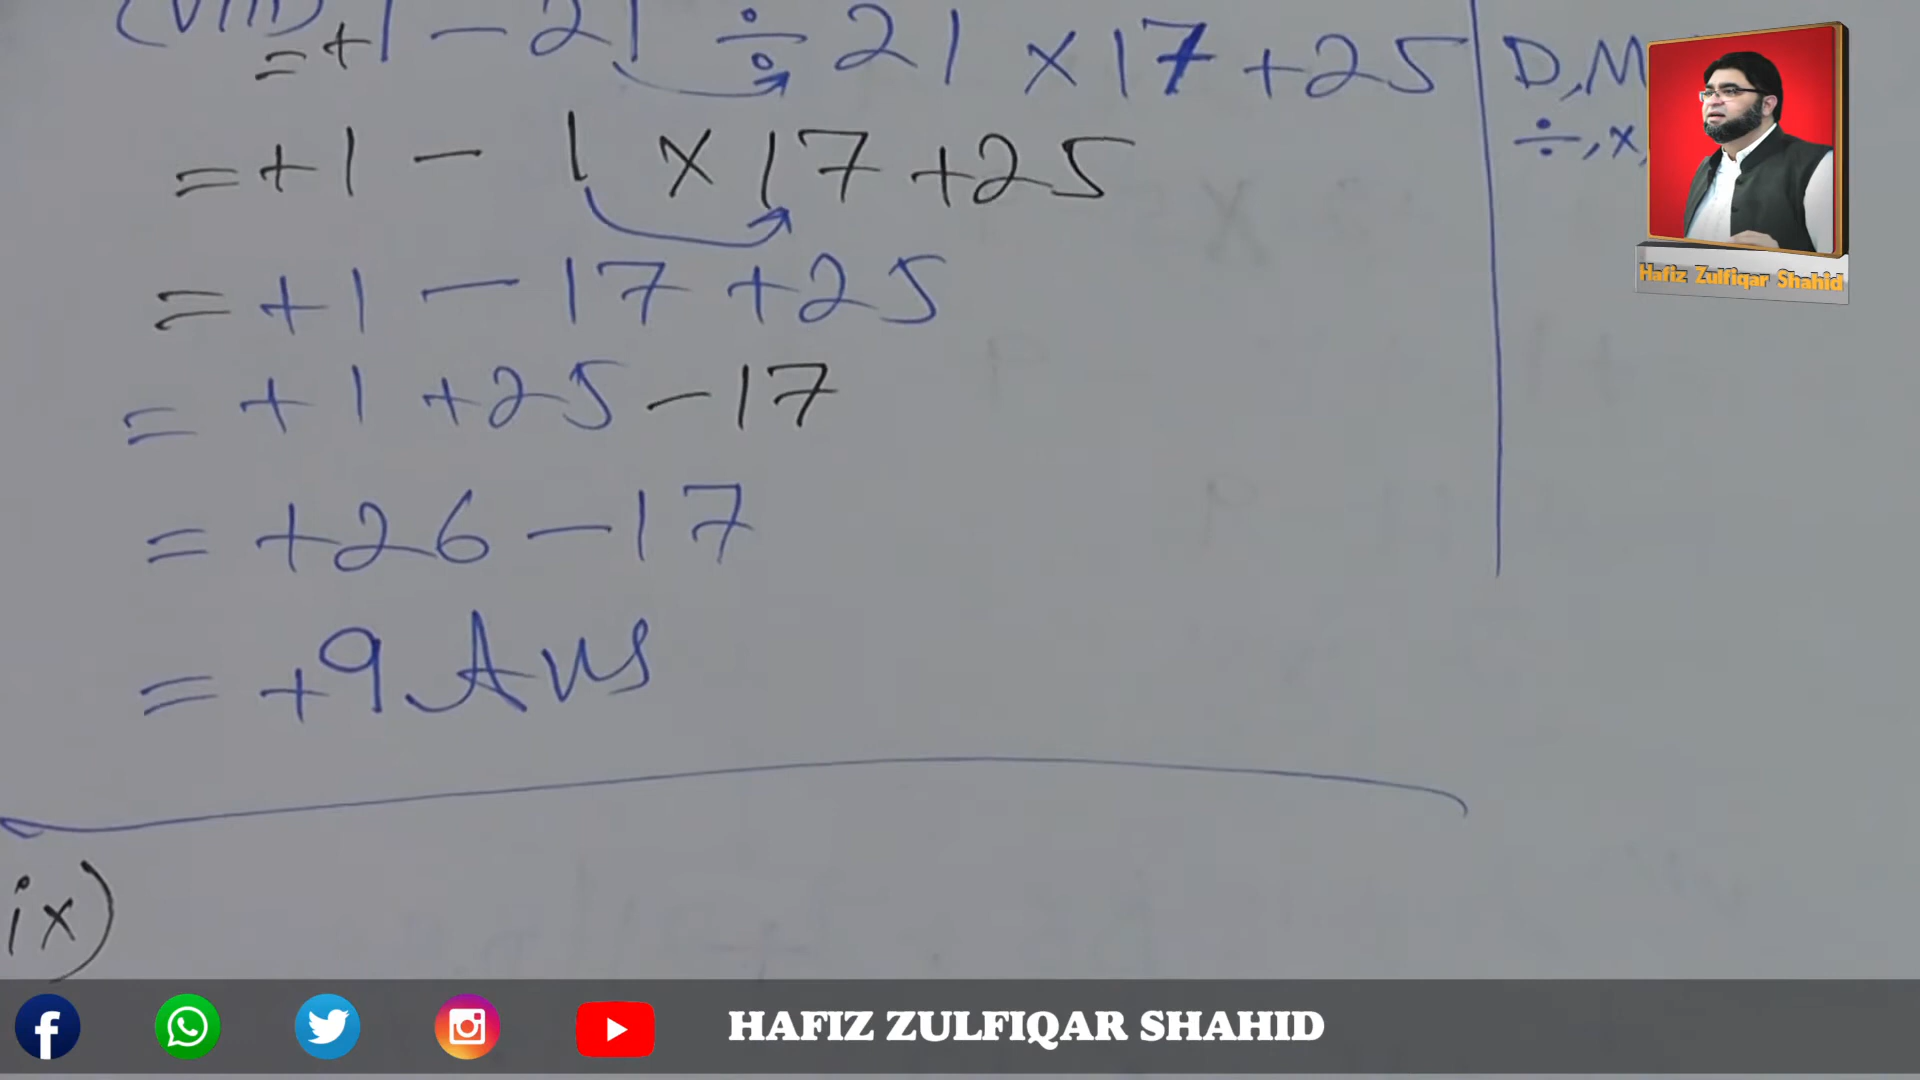 (VIII)
= +1 − 21 ÷ 21 × 17 + 25
D, M
÷, ×,
= +1 − 1 × 17 + 25
= +1 − 17 + 25
= +1 + 25 − 17
= +26 − 17
= +9 Ans
ix)
Hafiz Zulfiqar Shahid
HAFIZ ZULFIQAR SHAHID